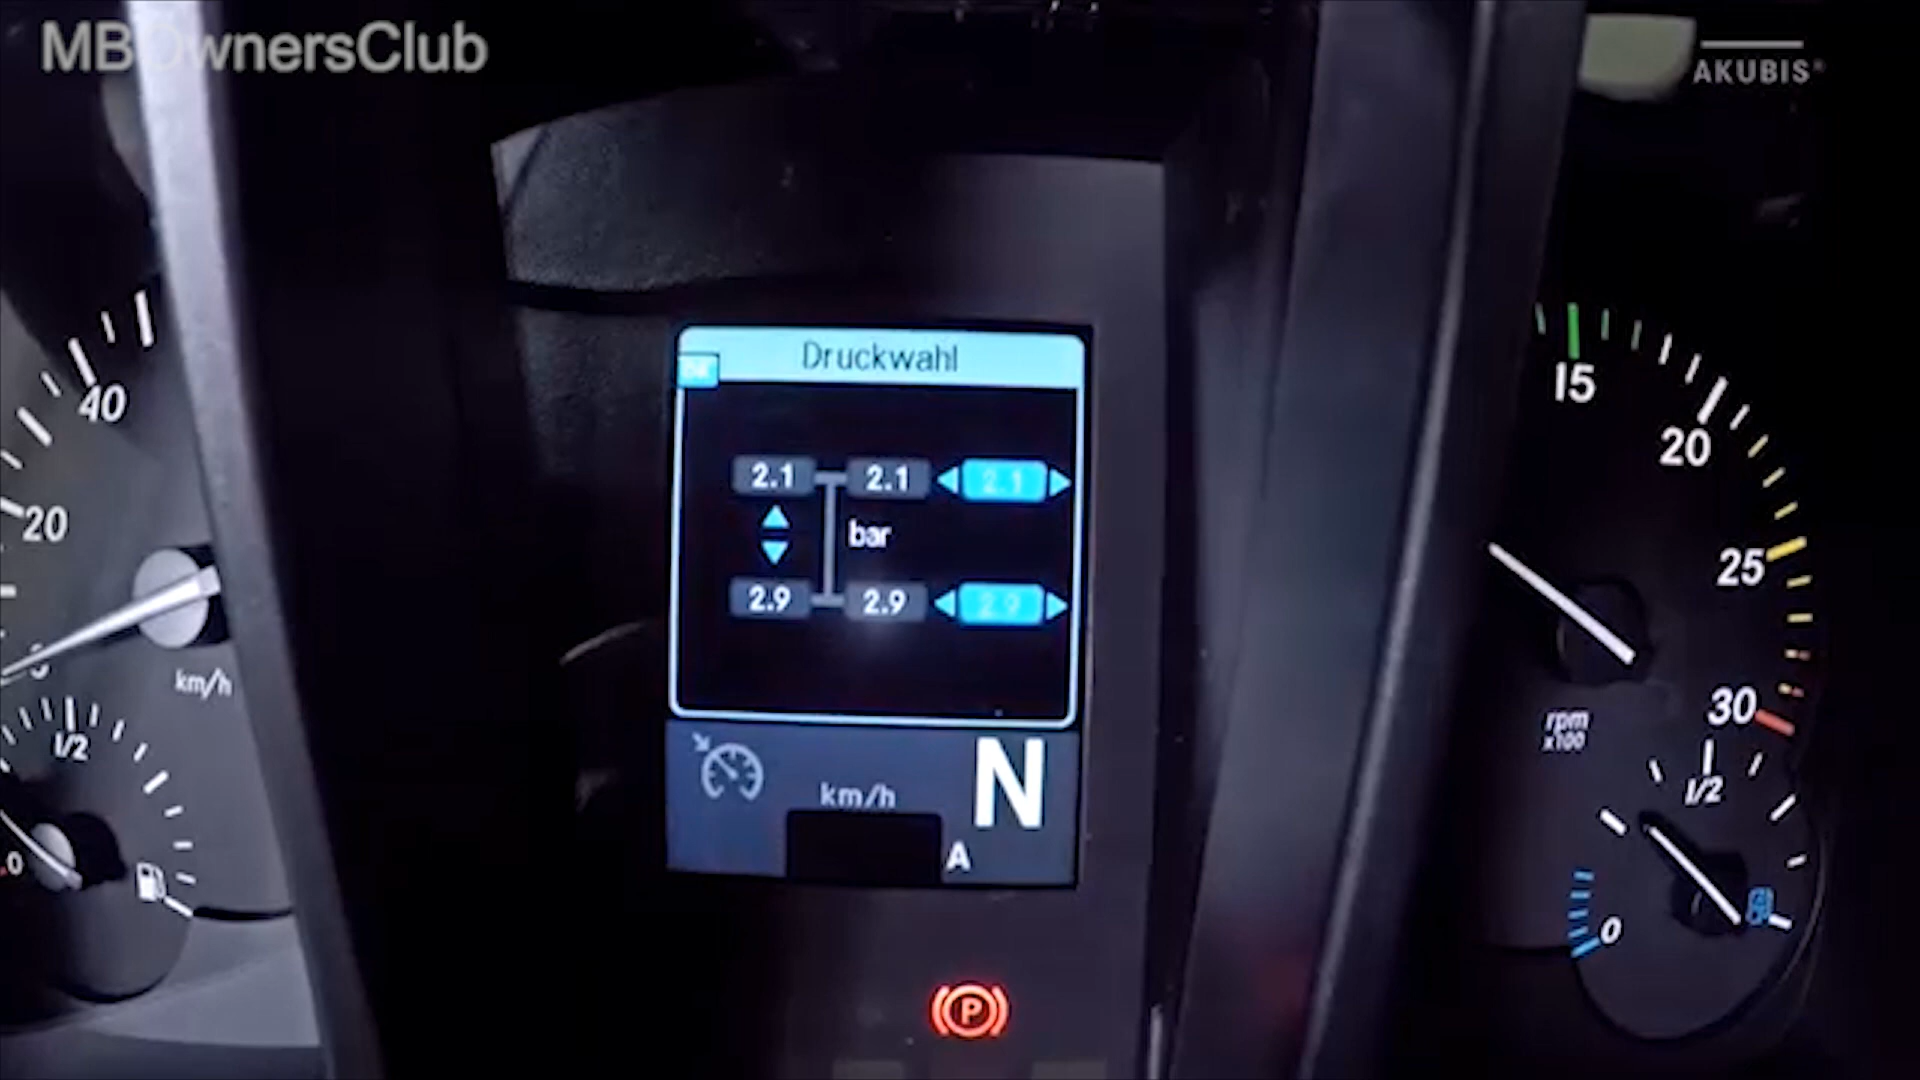 MBOwnersClub
AKUBIS®
Druckwahl
2.1 2.1 2.1
bar
2.9 2.9 2.9
N
km/h
A
P
40
20
km/h
1/2
15
20
25
30
rpm
x100
1/2
0